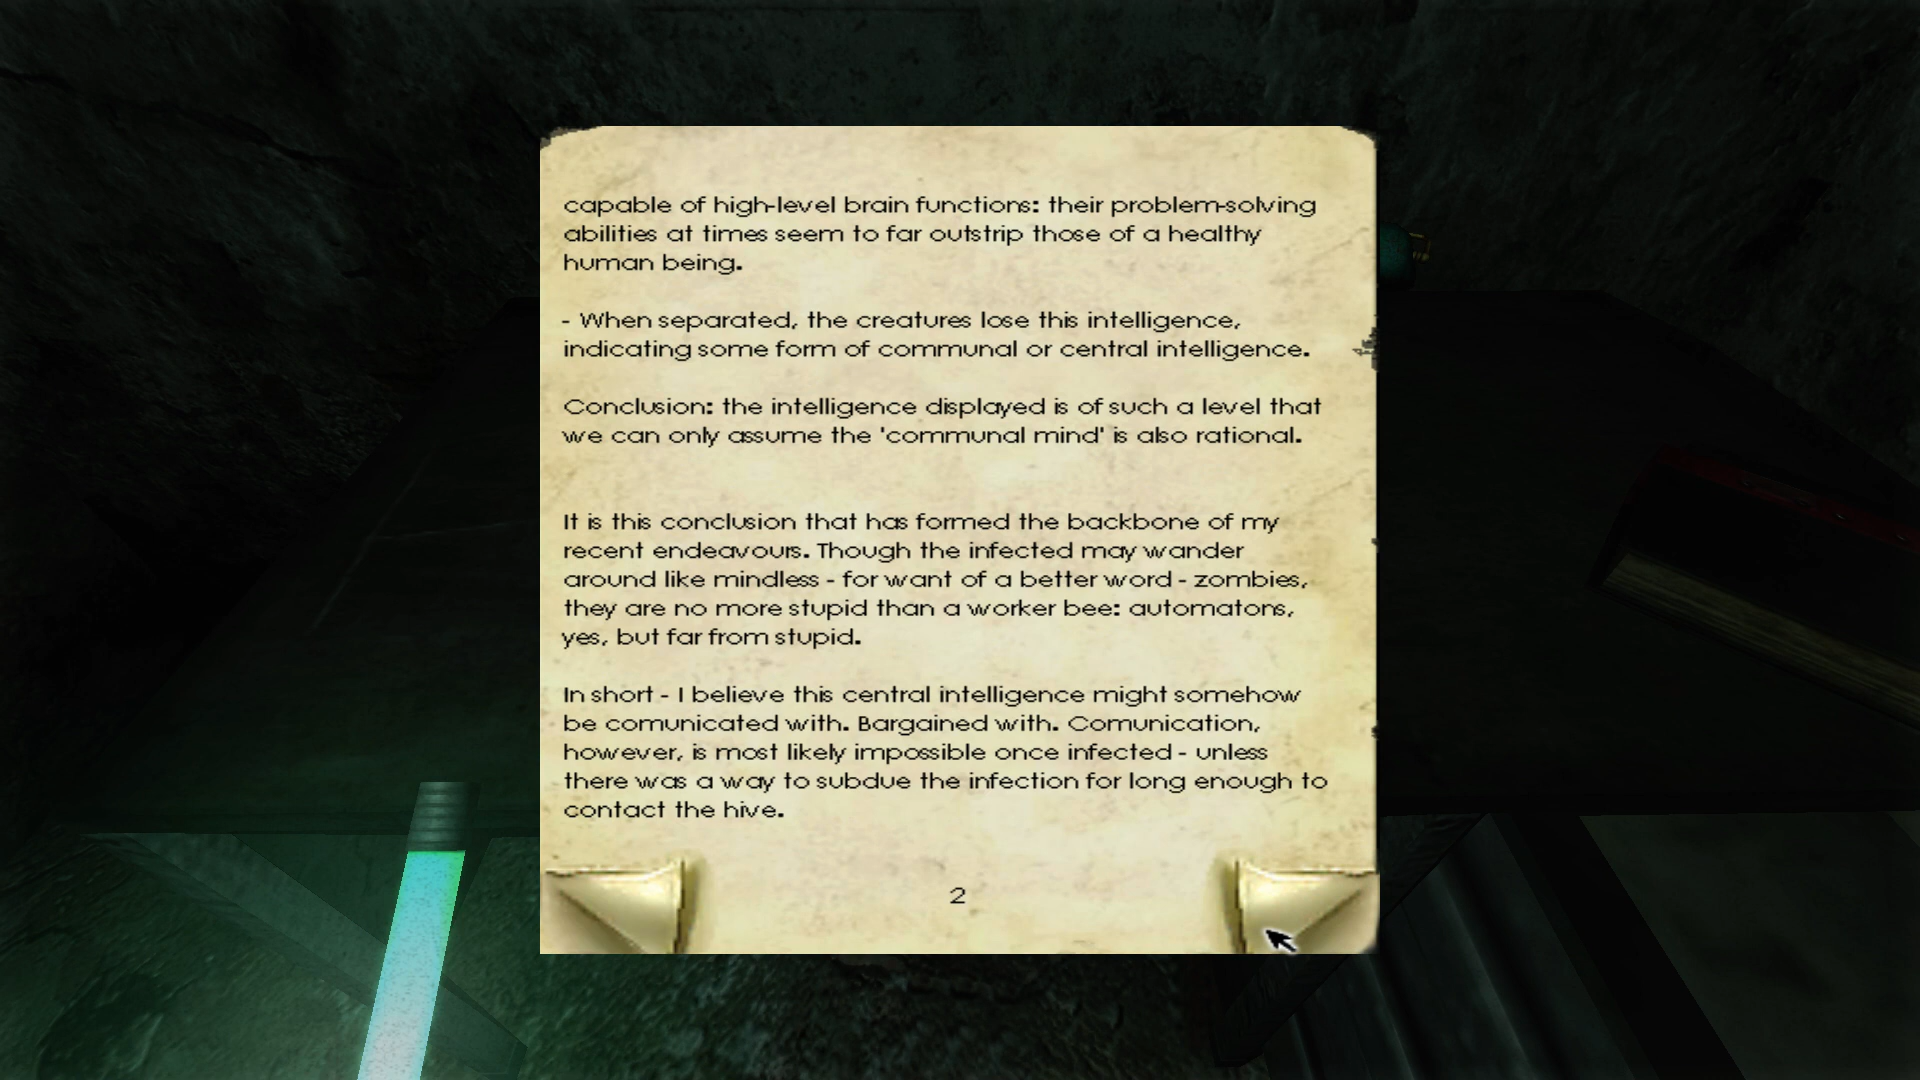 capable of high-level brain functions: their problem-solving
abilities at times seem to far outstrip those of a healthy
human being.
- When separated, the creatures lose this intelligence,
indicating some form of communal or central intelligence.
Conclusion: the intelligence displayed is of such a level that
we can only assume the 'communal mind' is also rational.
It is this conclusion that has formed the backbone of my
recent endeavours. Though the infected may wander
around like mindless - for want of a better word - zombies,
they are no more stupid than a worker bee: automatons,
yes, but far from stupid.
In short - I believe this central intelligence might somehow
be comunicated with. Bargained with. Comunication,
however, is most likely impossible once infected - unless
there was a way to subdue the infection for long enough to
contact the hive.
2